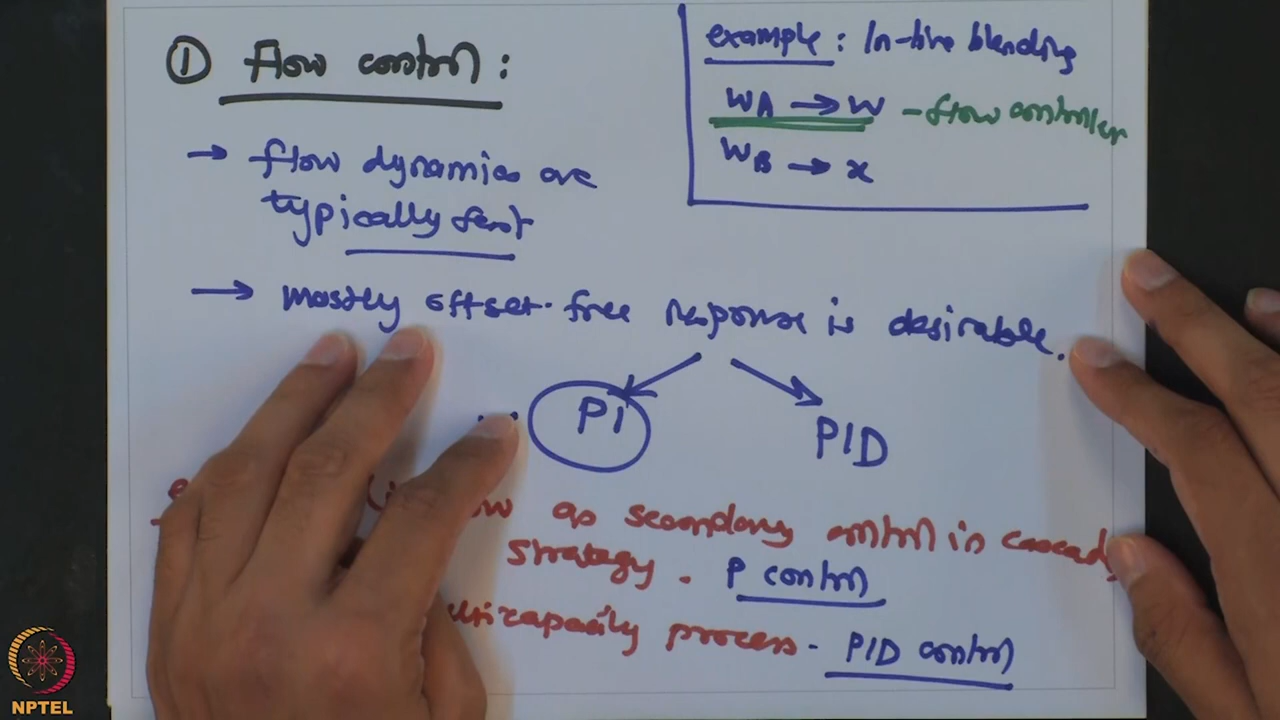 ① Flow control:
→ flow dynamics are
typically fast
→ mostly offset-free response is desirable.
PI
PID
as secondary control in
strategy. P control
process - PID control
example: In-line blending
WA → W - flow controller
WB → x
NPTEL